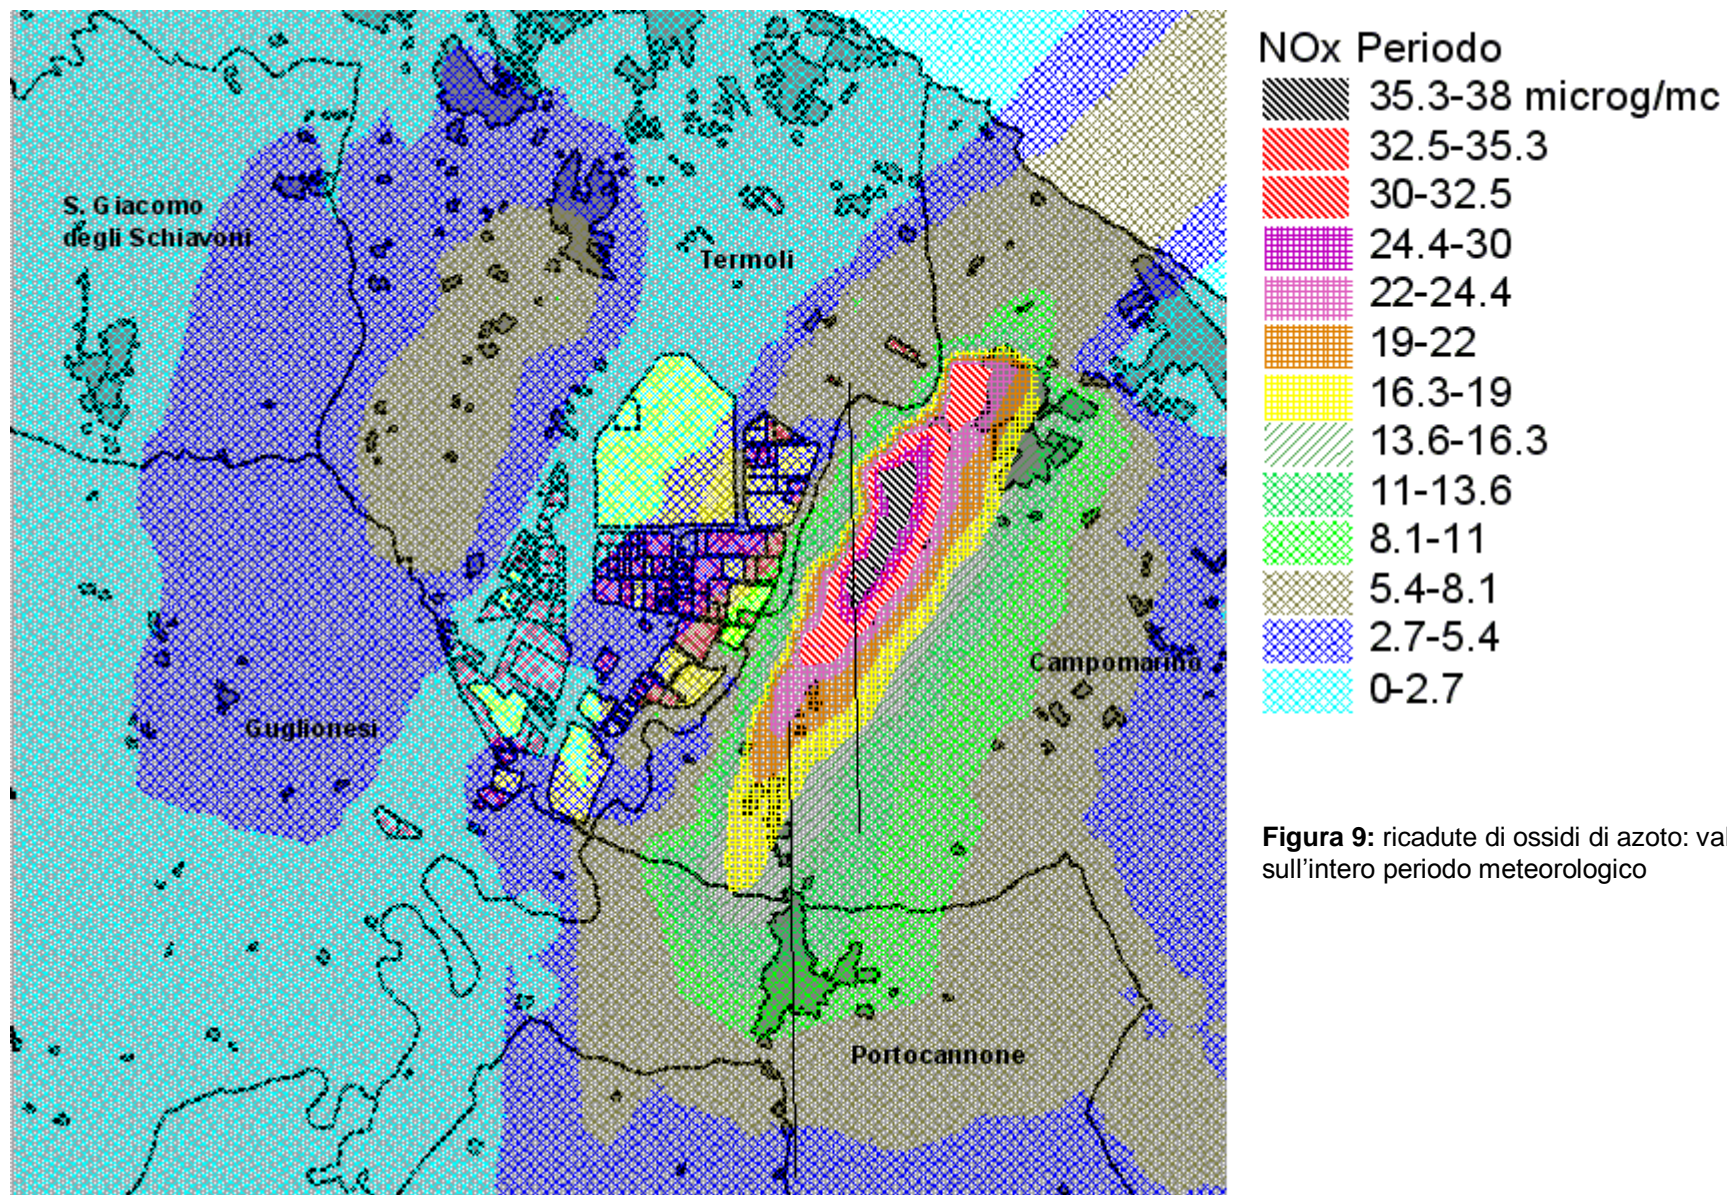 S. Giacomo
degli Schiavoni
Termoli
Guglionesi
Campomarino
Portocannone
NOx Periodo
35.3-38 microg/mc
32.5-35.3
30-32.5
24.4-30
22-24.4
19-22
16.3-19
13.6-16.3
11-13.6
8.1-11
5.4-8.1
2.7-5.4
0-2.7
Figura 9: ricadute di ossidi di azoto:
sull'intero periodo meteorologico